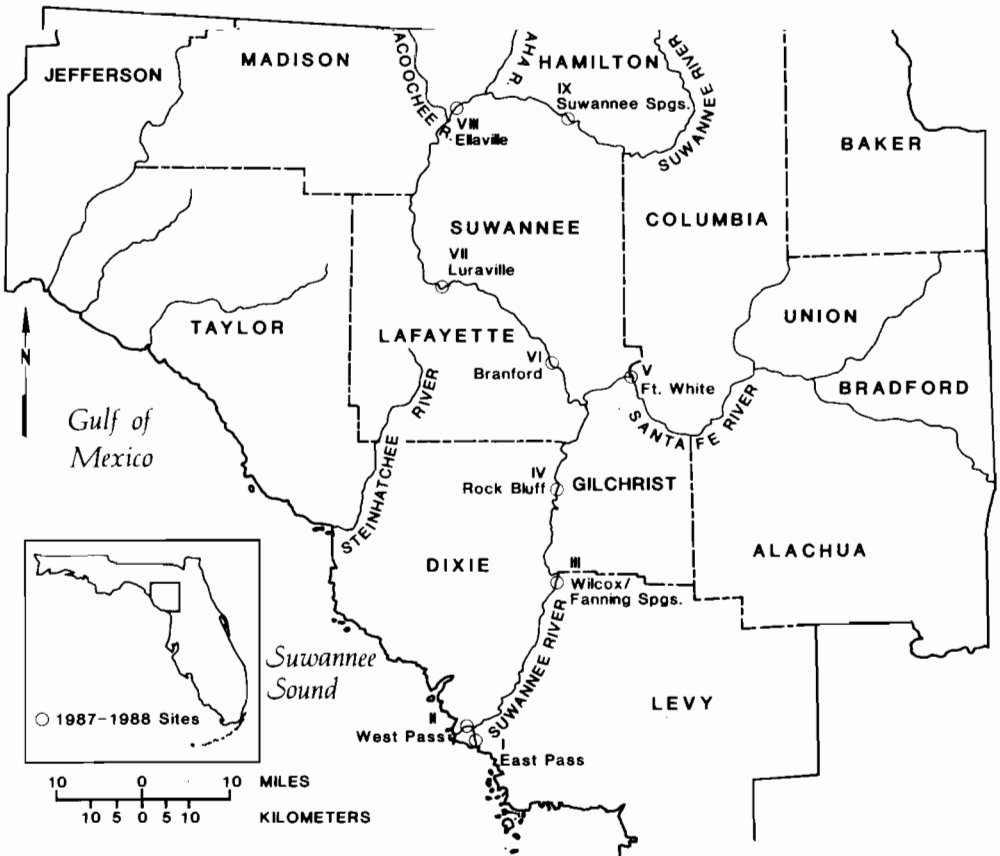 JEFFERSON
MADISON
ACOOCHEE R.
AHA R.
HAMILTON
SUWANNEE RIVER
IX
Suwannee Spgs.
VIII
Ellaville
BAKER
SUWANNEE
COLUMBIA
VII
Luraville
TAYLOR
LAFAYETTE
UNION
VI
Branford
V
Ft. White
BRADFORD
N
Gulf of
Mexico
STEINHATCHEE RIVER
SANTA FE RIVER
IV
Rock Bluff
GILCHRIST
ALACHUA
DIXIE
III
Wilcox/
Fanning Spgs.
Suwannee
Sound
SUWANNEE RIVER
LEVY
II
West Pass
I
East Pass
1987-1988 Sites
10 0 10 MILES
10 5 0 5 10 KILOMETERS